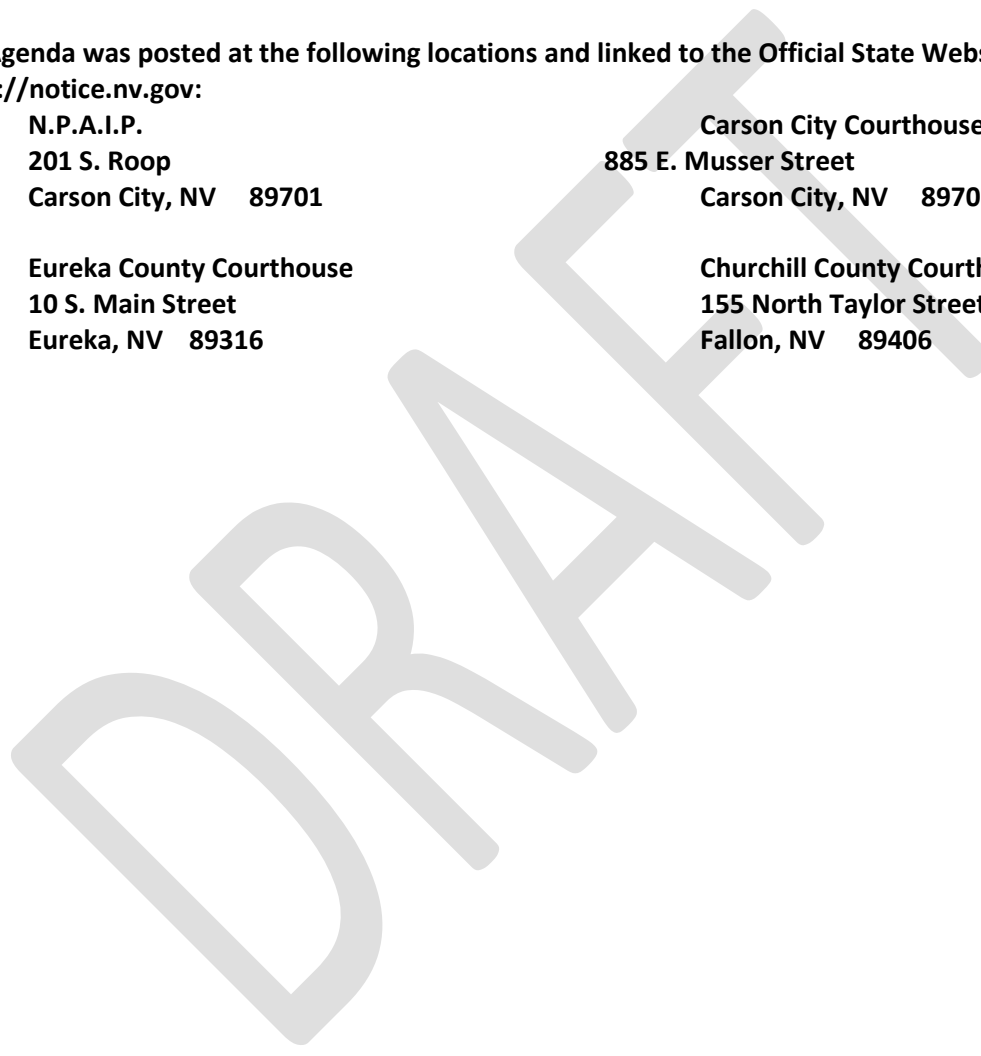 Agenda was posted at the following locations and linked to the Official State Webs
://notice.nv.gov:
N.P.A.I.P.
201 S. Roop
Carson City, NV 89701
Carson City Courthouse
885 E. Musser Street
Carson City, NV 8970
Eureka County Courthouse
10 S. Main Street
Eureka, NV 89316
Churchill County Courth
155 North Taylor Street
Fallon, NV 89406
DRAFT